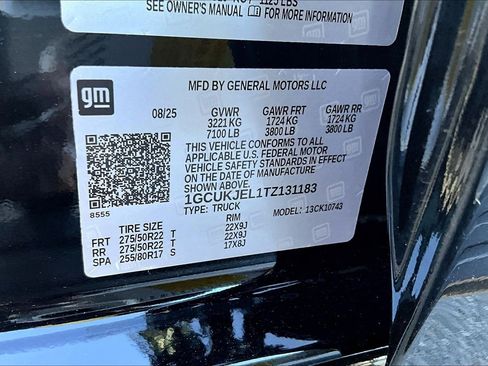 1125 LBS
SEE OWNER'S MANUAL FOR MORE INFORMATION
gm
MFD BY GENERAL MOTORS LLC
08/25 GVWR GAWR FRT GAWR RR
3221 KG 1724 KG 1724 KG
7100 LB 3800 LB 3800 LB
THIS VEHICLE CONFORMS TO ALL
APPLICABLE U.S. FEDERAL MOTOR
VEHICLE SAFETY STANDARDS IN
EFFECT ON THE DATE OF
MANUFACTURE SHOWN ABOVE.
1GCUKJEL1TZ131183
8555 TYPE: TRUCK MODEL: 13CK10743
TIRE SIZE RIM
FRT 275/50R22 T 22X9J
RR 275/50R22 T 22X9J
SPA 255/80R17 S 17X8J